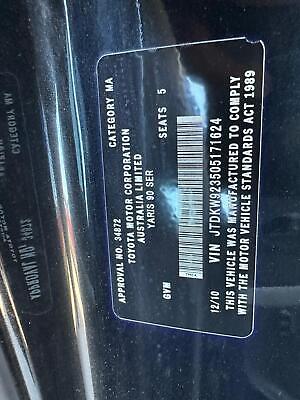 APPROVAL NO. 34872 CATEGORY MA
TOYOTA MOTOR CORPORATION
AUSTRALIA LIMITED
YARIS 90 SER
GVM SEATS 5
12/10 VIN JTDKW923505171624
THIS VEHICLE WAS MANUFACTURED TO COMPLY
WITH THE MOTOR VEHICLE STANDARDS ACT 1989